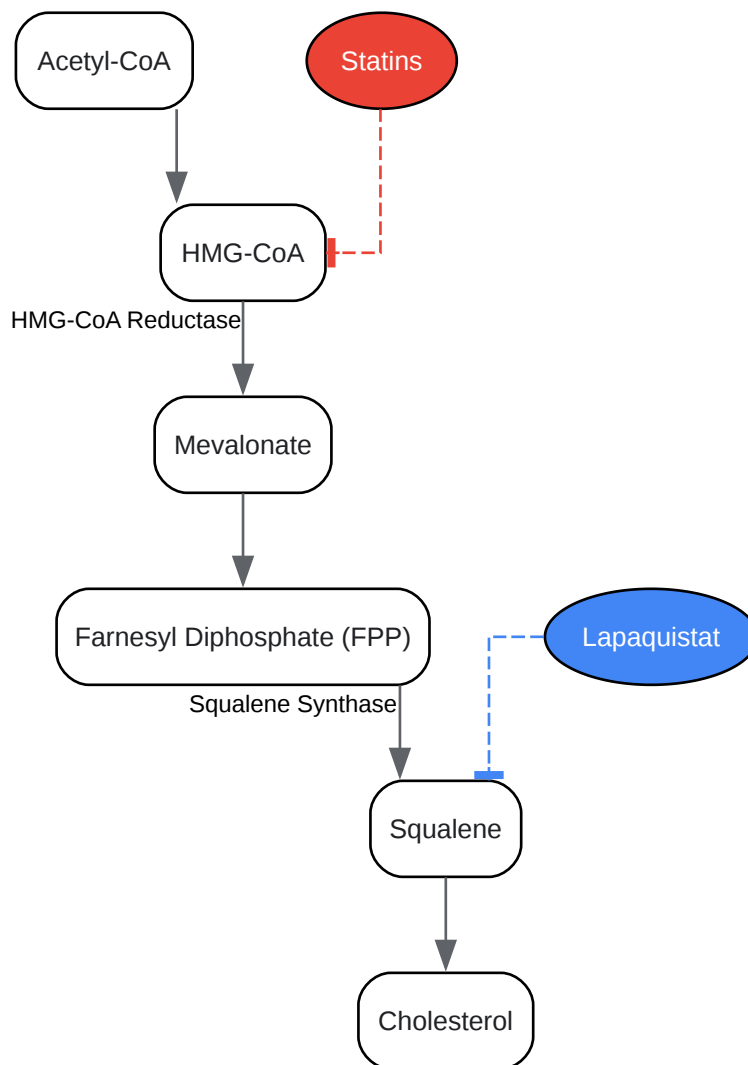 Acetyl-CoA
Statins
HMG-CoA
HMG-CoA Reductase
Mevalonate
Farnesyl Diphosphate (FPP)
Lapaquistat
Squalene Synthase
Squalene
Cholesterol